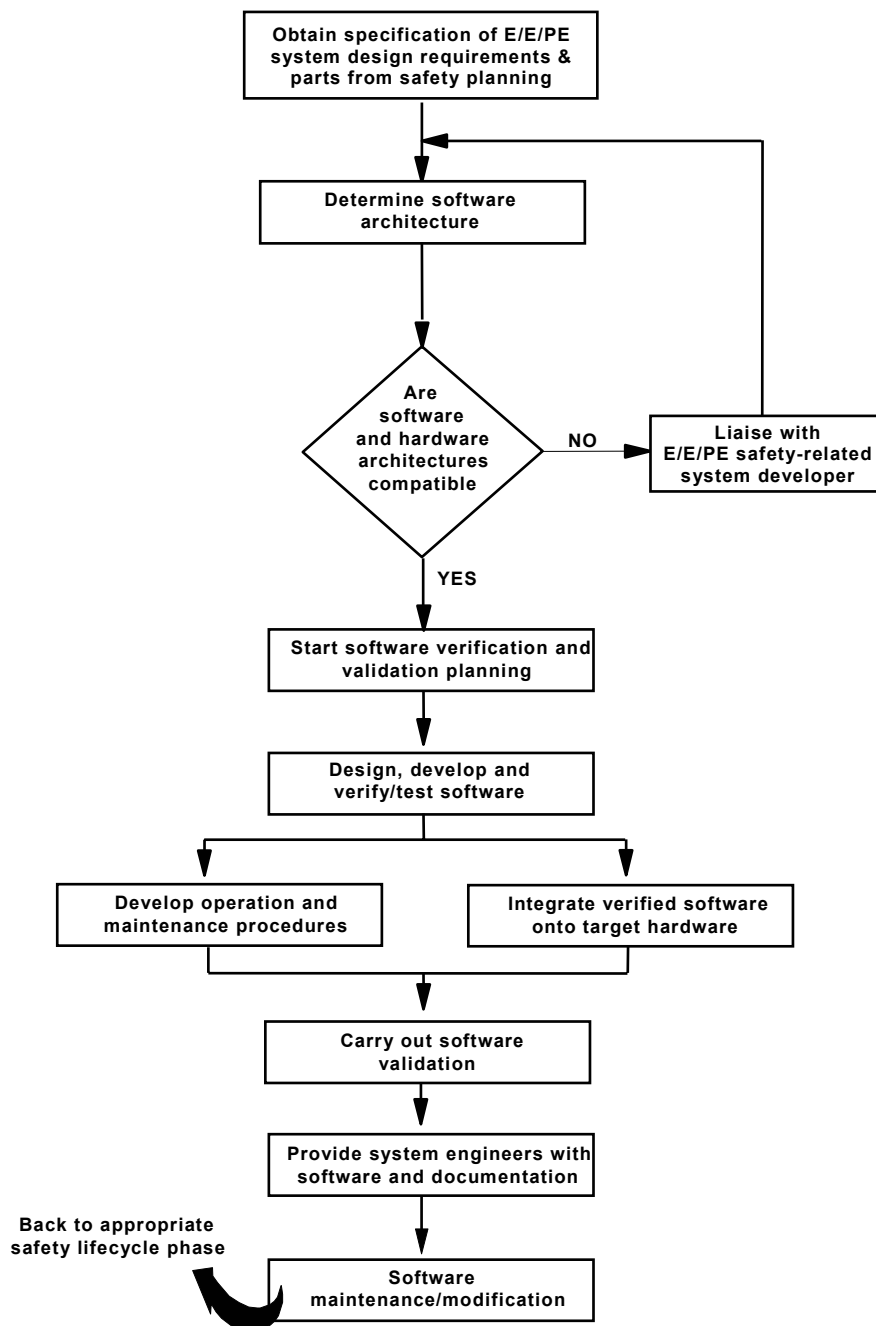 Obtain specification of E/E/PE
system design requirements &
parts from safety planning
Determine software
architecture
Are
software
and hardware
architectures
compatible
NO
Liaise with
E/E/PE safety-related
system developer
YES
Start software verification and
validation planning
Design, develop and
verify/test software
Develop operation and
maintenance procedures
Integrate verified software
onto target hardware
Carry out software
validation
Provide system engineers with
software and documentation
Back to appropriate
safety lifecycle phase
Software
maintenance/modification